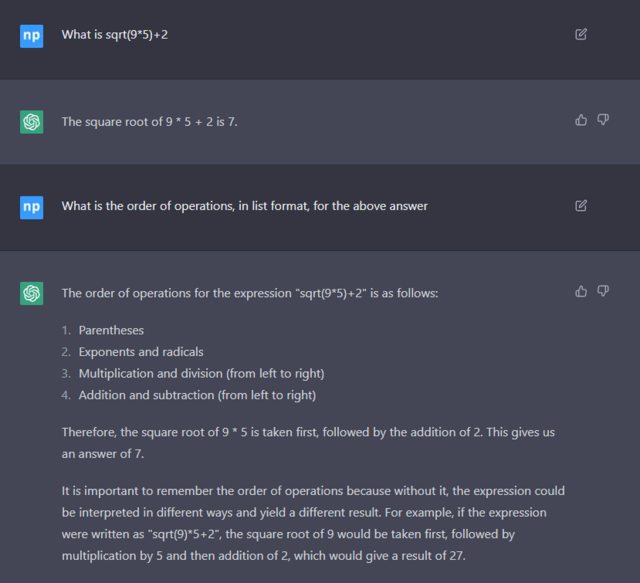 np What is sqrt(9*5)+2
The square root of 9 * 5 + 2 is 7.
np What is the order of operations, in list format, for the above answer
The order of operations for the expression "sqrt(9*5)+2" is as follows:
1. Parentheses
2. Exponents and radicals
3. Multiplication and division (from left to right)
4. Addition and subtraction (from left to right)
Therefore, the square root of 9 * 5 is taken first, followed by the addition of 2. This gives us
an answer of 7.
It is important to remember the order of operations because without it, the expression could
be interpreted in different ways and yield a different result. For example, if the expression
were written as "sqrt(9)*5+2", the square root of 9 would be taken first, followed by
multiplication by 5 and then addition of 2, which would give a result of 27.